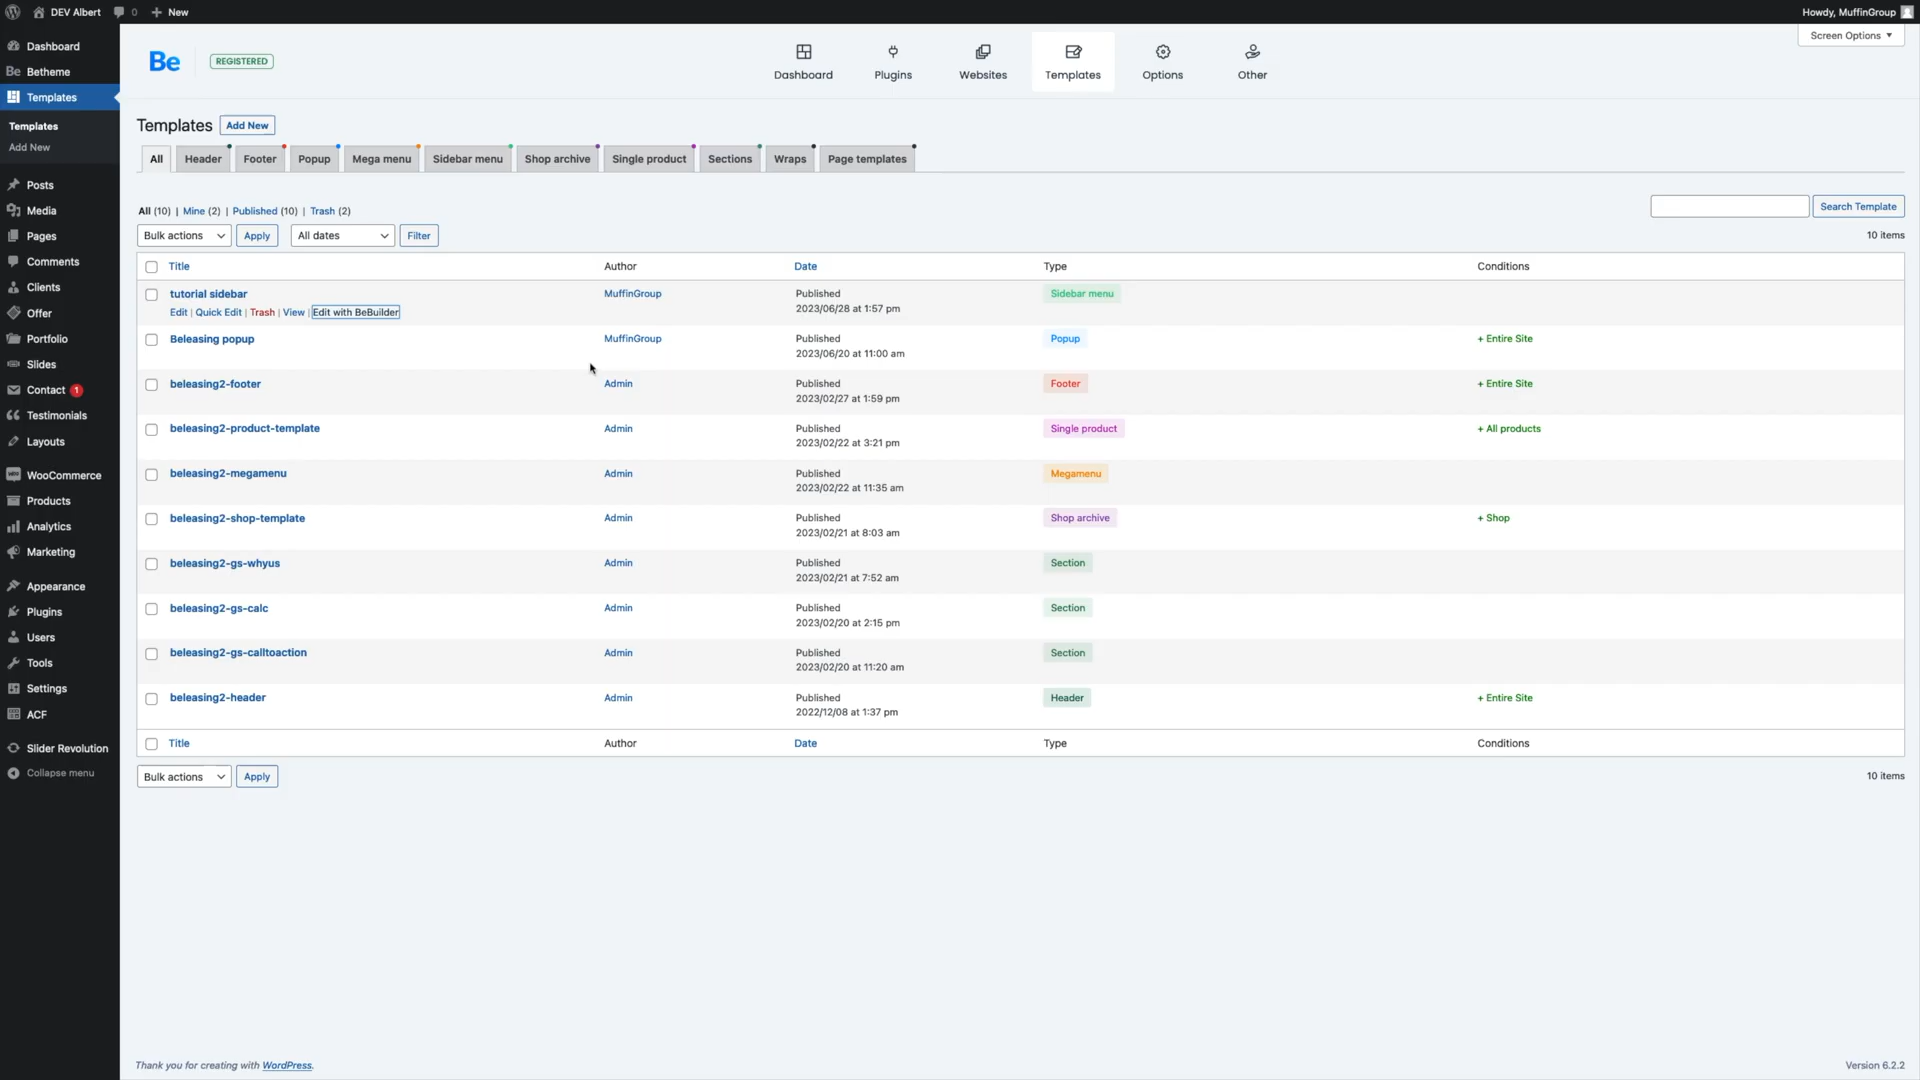 DEV Albert 0 New Howdy, MuffinGroup
Screen Options ▼
Dashboard
Be Betheme
Templates
Templates
Add New
Posts
Media
Pages
Comments
Clients
Offer
Portfolio
Slides
Contact 1
Testimonials
Layouts
WooCommerce
Products
Analytics
Marketing
Appearance
Plugins
Users
Tools
Settings
ACF
Slider Revolution
Collapse menu
Be REGISTERED
Dashboard Plugins Websites Templates Options Other
Templates Add New
All Header Footer Popup Mega menu Sidebar menu Shop archive Single product Sections Wraps Page templates
All (10) | Mine (2) | Published (10) | Trash (2)
Search Template
Bulk actions Apply All dates Filter 10 items
Title Author Date Type Conditions
tutorial sidebar MuffinGroup Published Sidebar menu
Edit | Quick Edit | Trash | View | Edit with BeBuilder 2023/06/28 at 1:57 pm
Beleasing popup MuffinGroup Published Popup + Entire Site
2023/06/20 at 11:00 am
beleasing2-footer Admin Published Footer + Entire Site
2023/02/27 at 1:59 pm
beleasing2-product-template Admin Published Single product + All products
2023/02/22 at 3:21 pm
beleasing2-megamenu Admin Published Megamenu
2023/02/22 at 11:35 am
beleasing2-shop-template Admin Published Shop archive + Shop
2023/02/21 at 8:03 am
beleasing2-gs-whyus Admin Published Section
2023/02/21 at 7:52 am
beleasing2-gs-calc Admin Published Section
2023/02/20 at 2:15 pm
beleasing2-gs-calltoaction Admin Published Section
2023/02/20 at 11:20 am
beleasing2-header Admin Published Header + Entire Site
2022/12/08 at 1:37 pm
Title Author Date Type Conditions
Bulk actions Apply 10 items
Thank you for creating with WordPress. Version 6.2.2